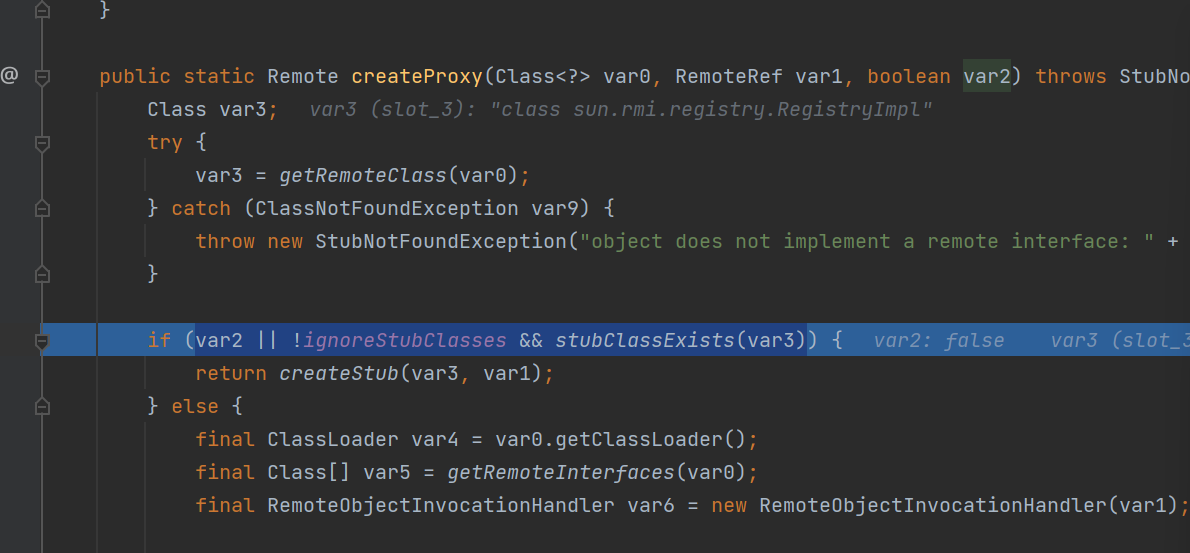 }
@ public static Remote createProxy(Class<?> var0, RemoteRef var1, boolean var2) throws StubNo
Class var3; var3 (slot_3): "class sun.rmi.registry.RegistryImpl"
try {
var3 = getRemoteClass(var0);
} catch (ClassNotFoundException var9) {
throw new StubNotFoundException("object does not implement a remote interface: " +
}
if (var2 || !ignoreStubClasses && stubClassExists(var3)) { var2: false var3 (slot_3
return createStub(var3, var1);
} else {
final ClassLoader var4 = var0.getClassLoader();
final Class[] var5 = getRemoteInterfaces(var0);
final RemoteObjectInvocationHandler var6 = new RemoteObjectInvocationHandler(var1);